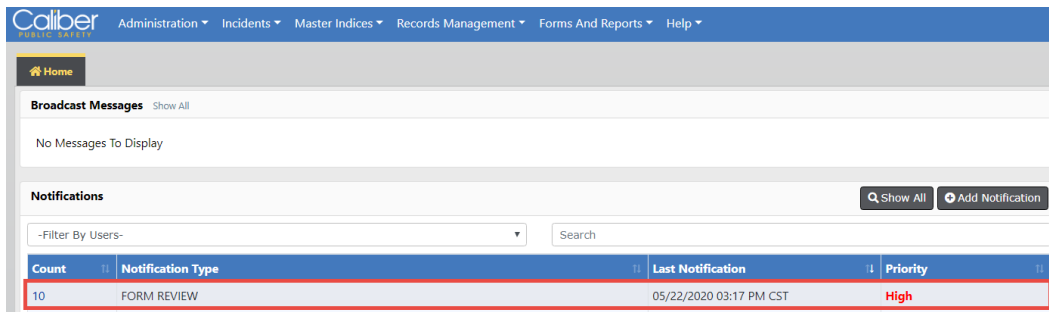 Caliber Administration Incidents Master Indices Records Management Forms And Reports Help
PUBLIC SAFETY
Home
Broadcast Messages Show All
No Messages To Display
Notifications Show All Add Notification
-Filter By Users- Search
Count Notification Type Last Notification Priority
10 FORM REVIEW 05/22/2020 03:17 PM CST High